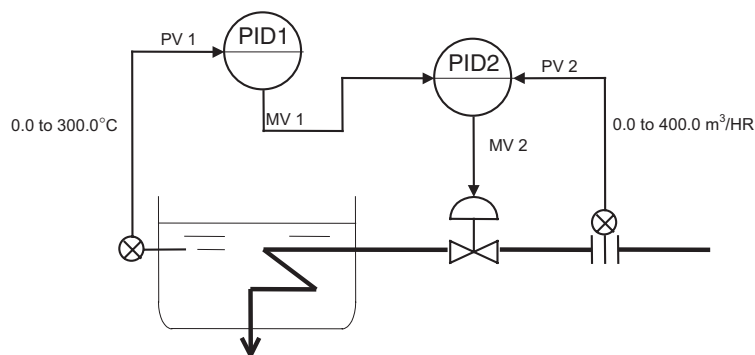 PV 1
PID1
PID2
PV 2
MV 1
0.0 to 300.0°C
0.0 to 400.0 m³/HR
MV 2